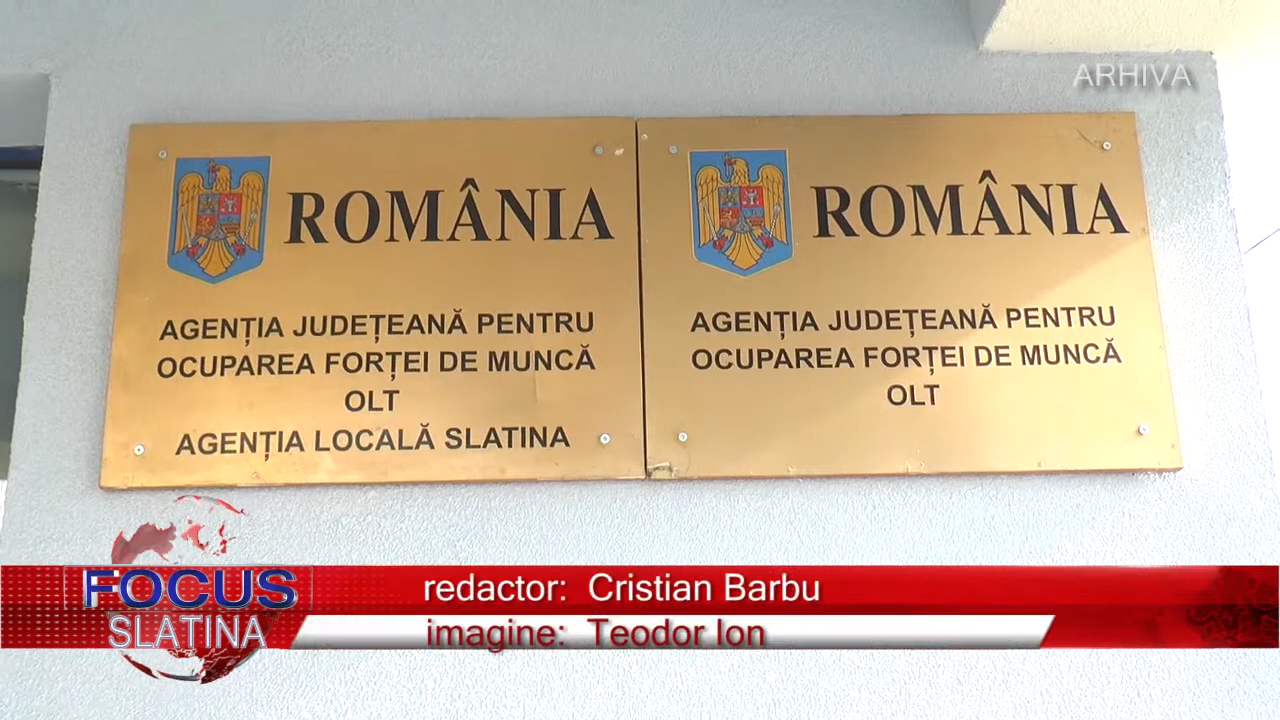 ARHIVA
ROMÂNIA
AGENȚIA JUDEȚEANĂ PENTRU
OCUPAREA FORȚEI DE MUNCĂ
OLT
AGENȚIA LOCALĂ SLATINA
ROMÂNIA
AGENȚIA JUDEȚEANĂ PENTRU
OCUPAREA FORȚEI DE MUNCĂ
OLT
FOCUS
SLATINA
redactor: Cristian Barbu
imagine: Teodor Ion